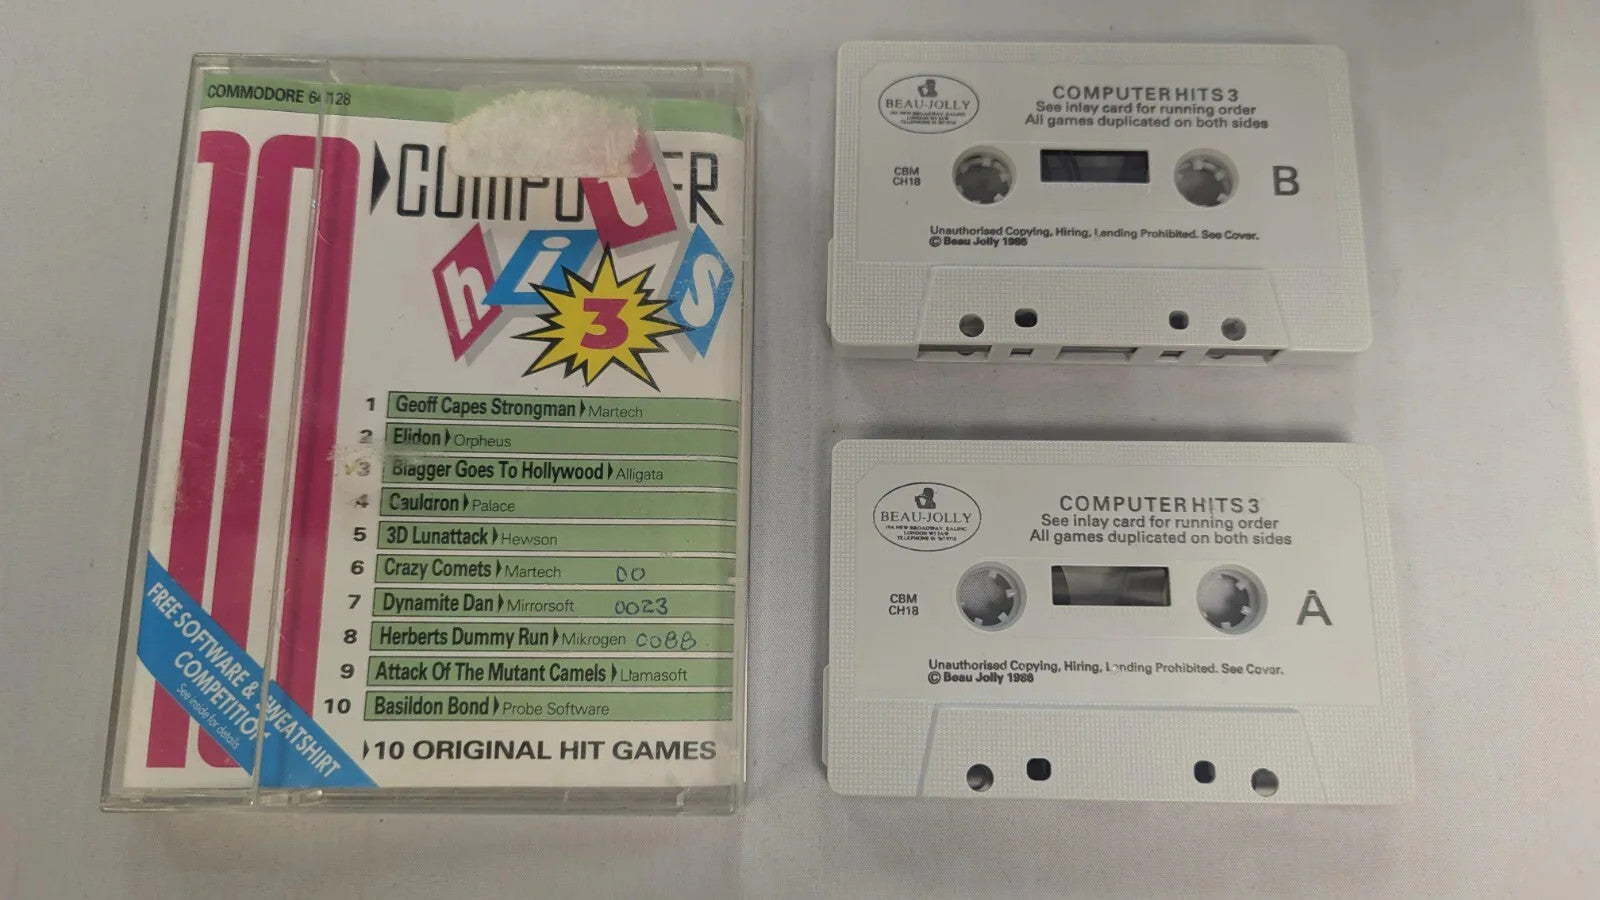 COMMODORE 64/128
10
COMPUTER
hits
3
1 Geoff Capes Strongman Martech
2 Elidon Orpheus
3 Blagger Goes To Hollywood Alligata
4 Cauldron Palace
5 3D Lunattack Hewson
6 Crazy Comets Martech 00
7 Dynamite Dan Mirrorsoft 0023
8 Herberts Dummy Run Mikrogen 0088
9 Attack Of The Mutant Camels Llamasoft
10 Basildon Bond Probe Software
10 ORIGINAL HIT GAMES
FREE SOFTWARE & SWEATSHIRT
COMPETITION
See inside for details
BEAU-JOLLY
COMPUTER HITS 3
See inlay card for running order
All games duplicated on both sides
CBM
CH18
B
Unauthorised Copying, Hiring, Lending Prohibited. See Cover.
© Beau Jolly 1986
BEAU-JOLLY
COMPUTER HITS 3
See inlay card for running order
All games duplicated on both sides
CBM
CH18
A
Unauthorised Copying, Hiring, Lending Prohibited. See Cover.
© Beau Jolly 1986